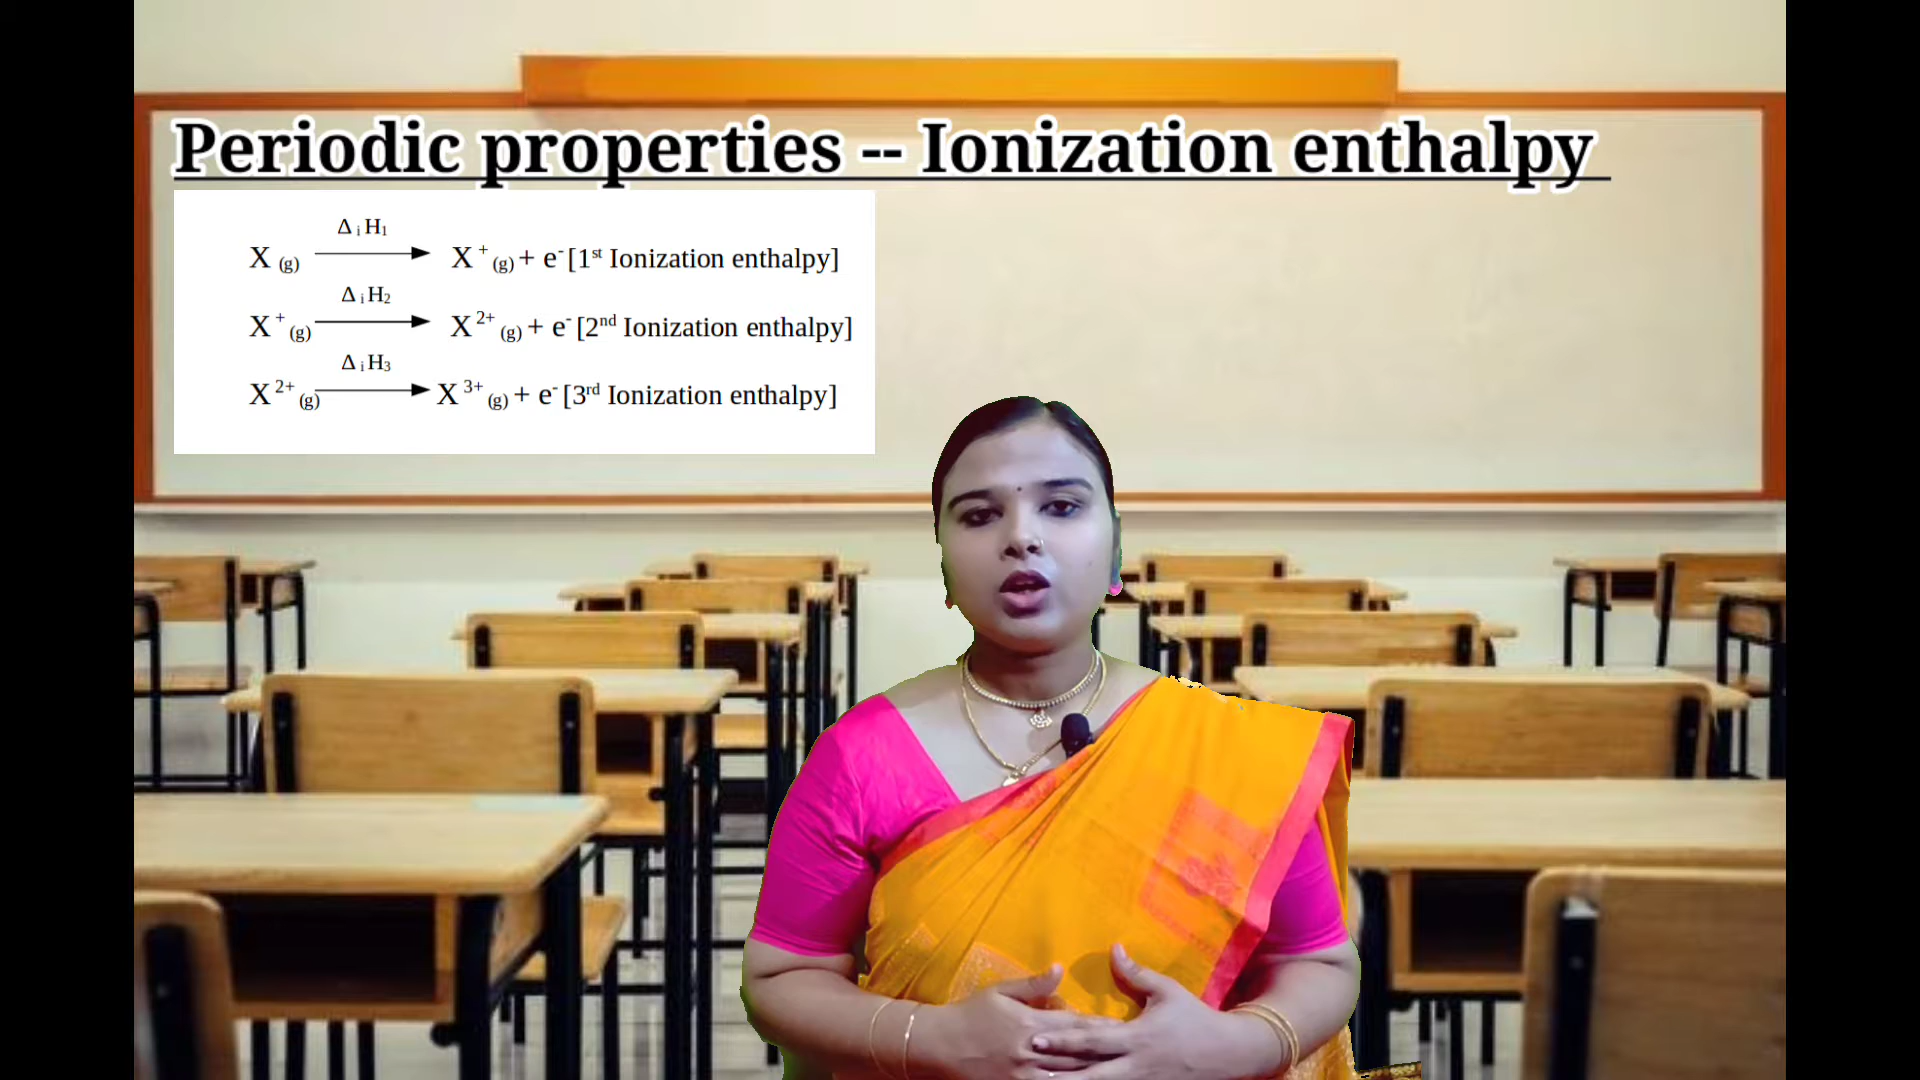 Periodic properties -- Ionization enthalpy
Δ i H1
X (g) X + (g) + e- [1st Ionization enthalpy]
Δ i H2
X + (g) X 2+ (g) + e- [2nd Ionization enthalpy]
Δ i H3
X 2+ (g) X 3+ (g) + e- [3rd Ionization enthalpy]